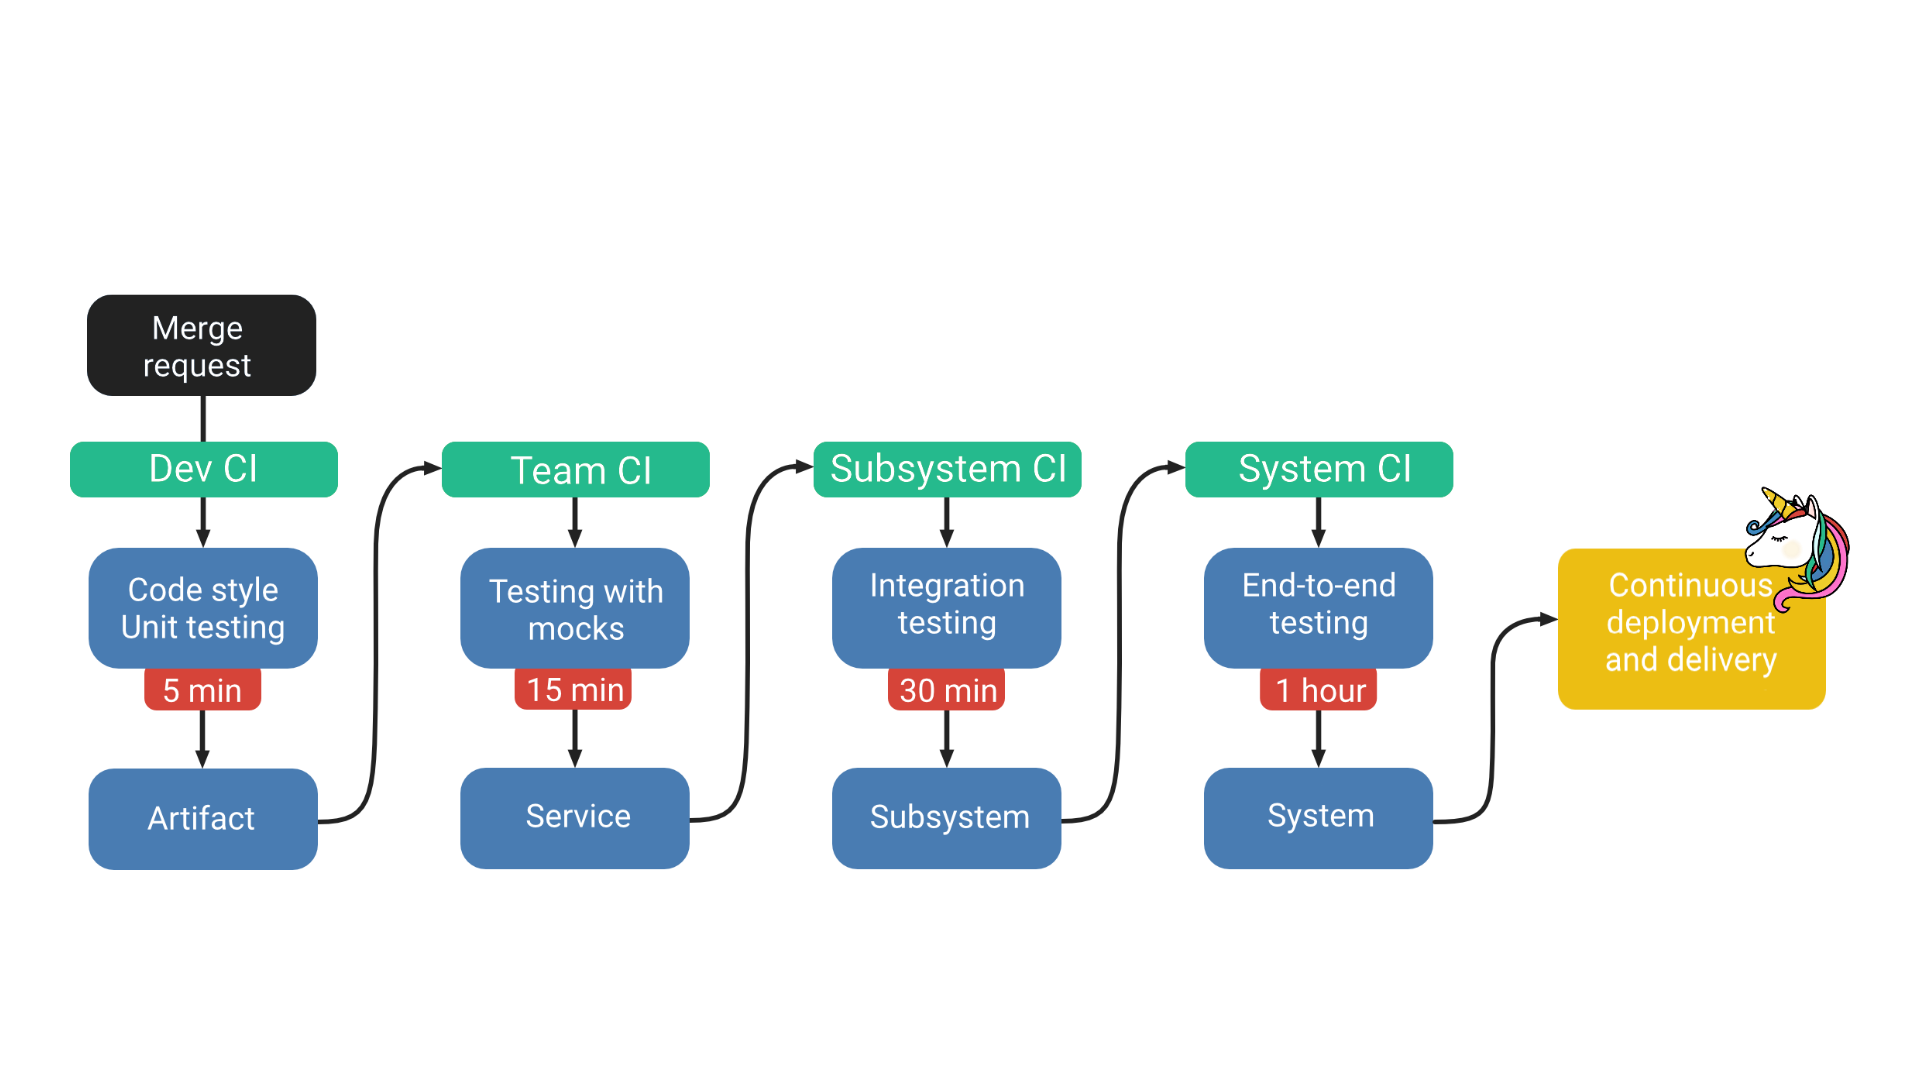 Merge
request
Dev CI
Code style
Unit testing
5 min
Artifact
Team CI
Testing with
mocks
15 min
Service
Subsystem CI
Integration
testing
30 min
Subsystem
System CI
End-to-end
testing
1 hour
System
Continuous
deployment
and delivery